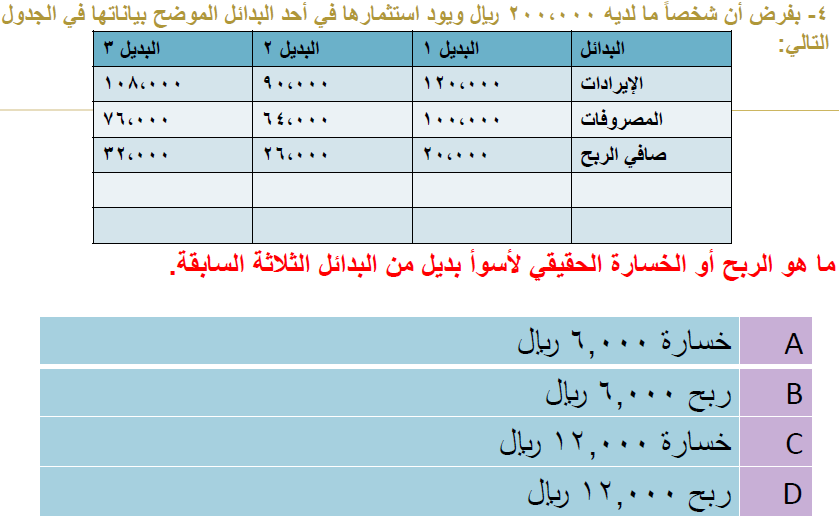 ٤- بفرض أن شخصاً ما لديه ٢٠٠،٠٠٠ ريال ويود استثمارها في أحد البدائل الموضح بياناتها في الجدول
التالي:
البدائل البديل ١ البديل ٢ البديل ٣
الإيرادات ١٢٠،٠٠٠ ٩٠،٠٠٠ ١٠٨،٠٠٠
المصروفات ١٠٠،٠٠٠ ٦٤،٠٠٠ ٧٦،٠٠٠
صافي الربح ٢٠،٠٠٠ ٢٦،٠٠٠ ٣٢،٠٠٠
ما هو الربح أو الخسارة الحقيقي لأسوأ بديل من البدائل الثلاثة السابقة.
A خسارة ٦,٠٠٠ ريال
B ربح ٦,٠٠٠ ريال
C خسارة ١٢,٠٠٠ ريال
D ربح ١٢,٠٠٠ ريال